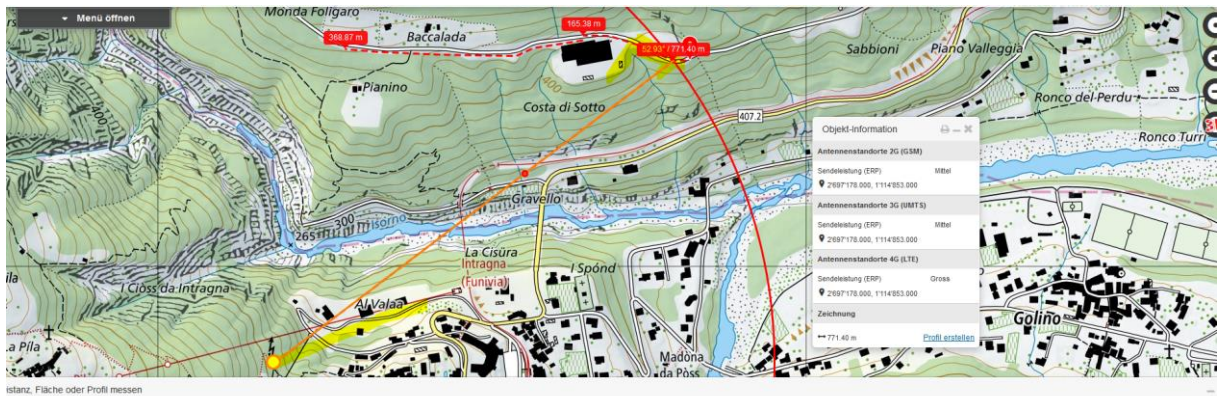 Menü öffnen
Monda Foligaro
Baccalada
165.38 m
368.87 m
52.93° / 771.40 m
Sabbioni
Piano Valleggia
Pianino
400
400
Costa di Sotto
Ronco del Perdu
407.2
Ronco Turri
Objekt-Information
Antennenstandorte 2G (GSM)
Sendeleistung (ERP) Mittel
2'697'178.000, 1'114'853.000
Antennenstandorte 3G (UMTS)
Sendeleistung (ERP) Mittel
2'697'178.000, 1'114'853.000
Antennenstandorte 4G (LTE)
Sendeleistung (ERP) Gross
2'697'178.000, 1'114'853.000
Zeichnung
771.40 m Profil erstellen
Gravello
300
265
Isorno
La Cisüra
Intragna
(Funivia)
I Spónd
I Ciòss da Intragna
Al Valaa
Golino
La Pila
Madòna
da Pòss
istanz, Fläche oder Profil messen